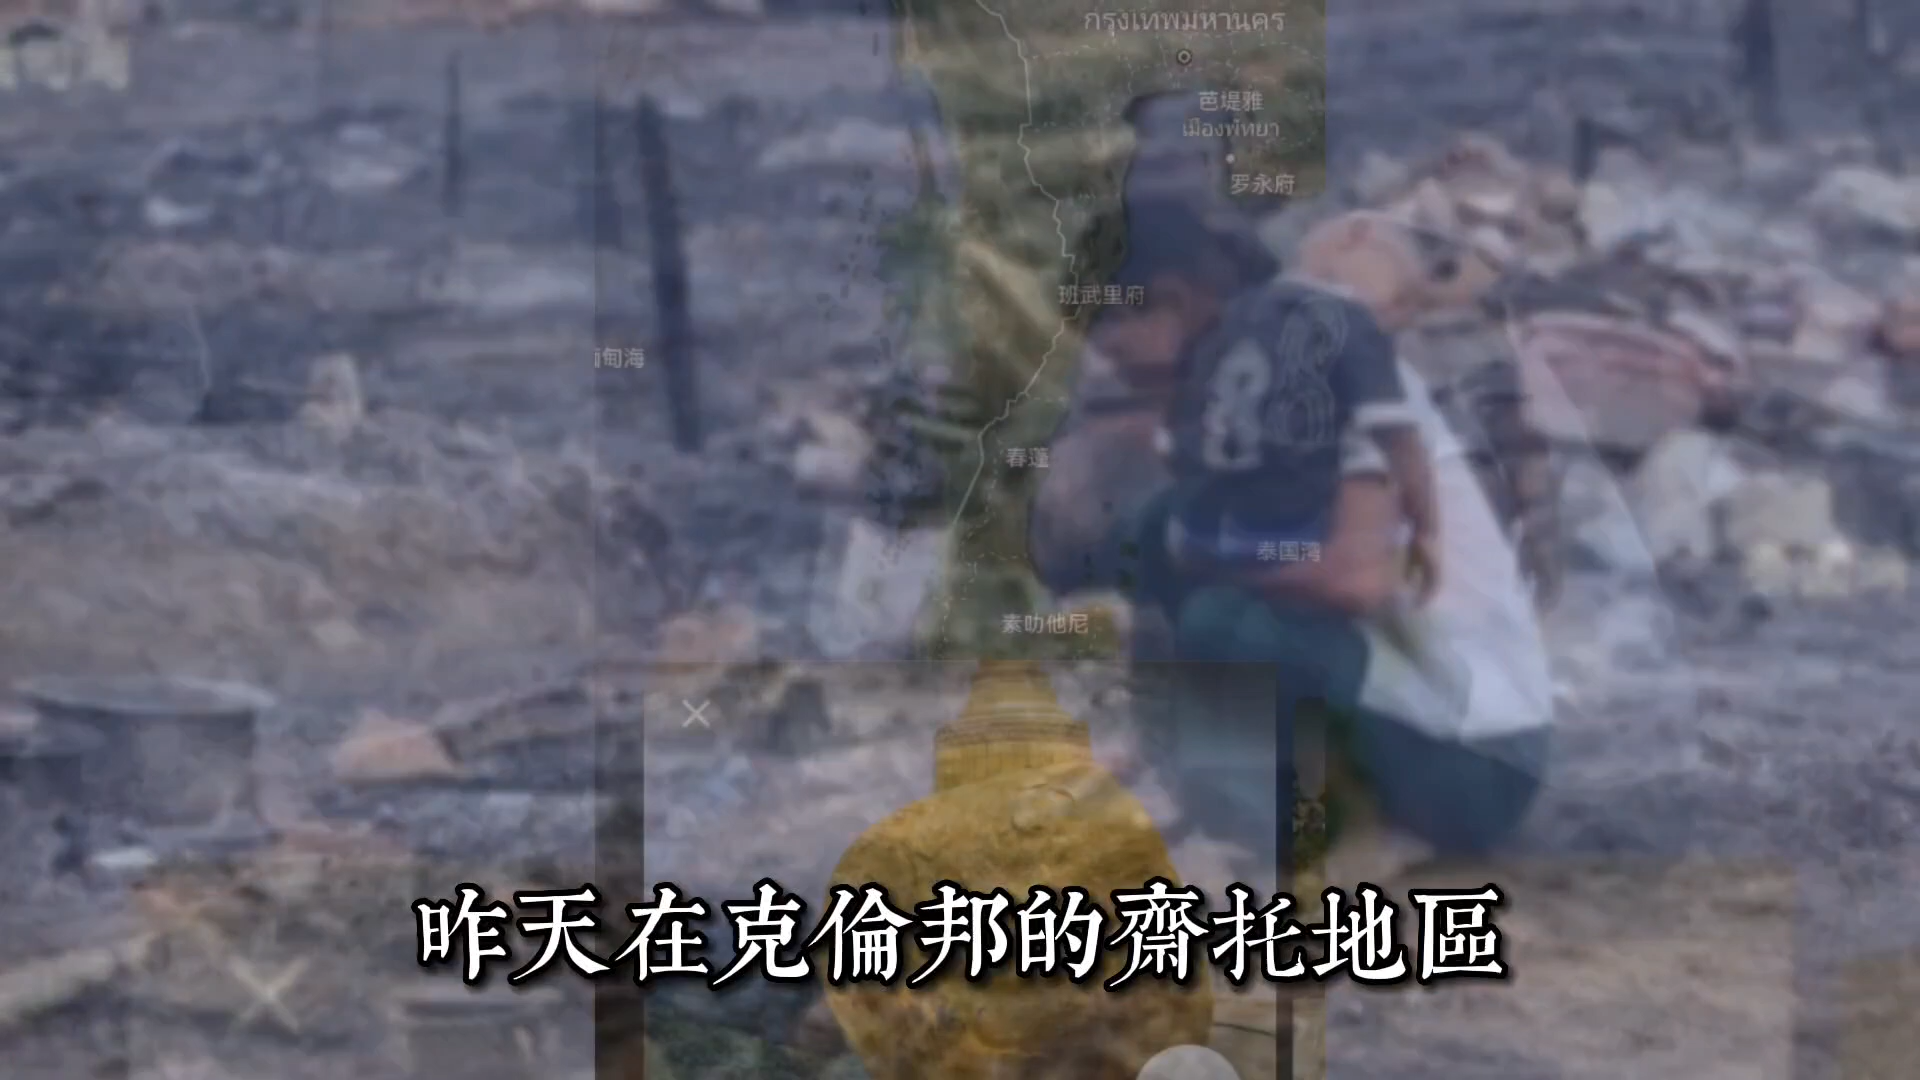 กรุงเทพมหานคร
芭堤雅
เมืองพัทยา
罗永府
班武里府
甸海
春蓬
泰国湾
素叻他尼
昨天在克倫邦的齋托地區